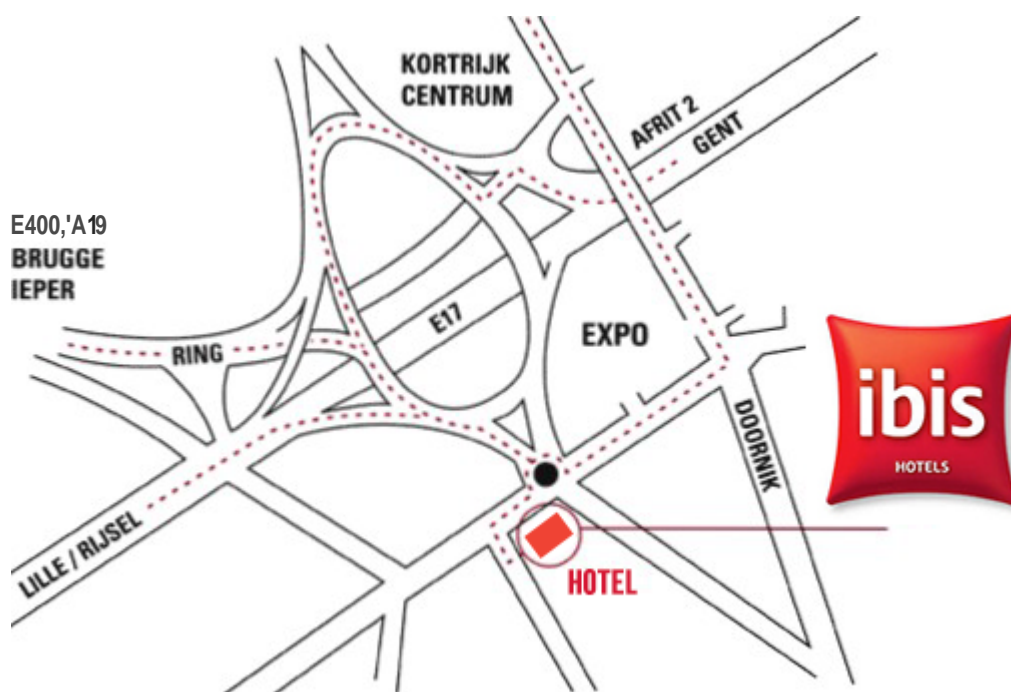 KORTRIJK
CENTRUM
AFRIT 2
GENT
E400,'A19
BRUGGE
IEPER
E17
RING
EXPO
ibis
HOTELS
DOORNIK
LILLE / RIJSEL
HOTEL